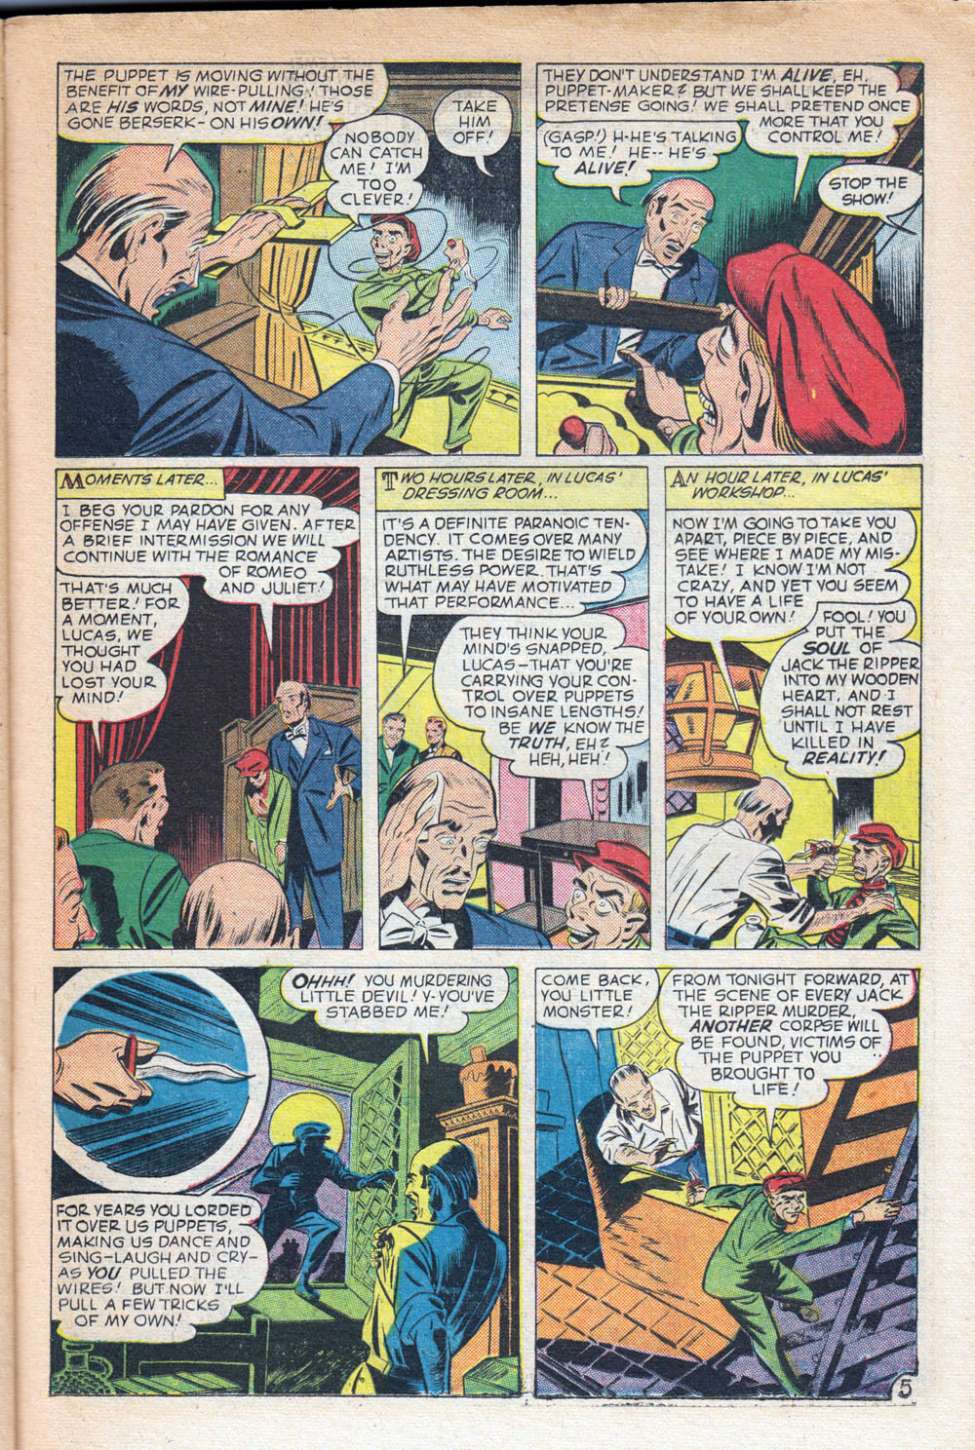 THE PUPPET IS MOVING WITHOUT THE
BENEFIT OF MY WIRE-PULLING! THOSE
ARE HIS WORDS, NOT MINE! HE'S
GONE BERSERK- ON HIS OWN!
NOBODY
CAN CATCH
ME! I'M
TOO
CLEVER!
TAKE
HIM
OFF!
THEY DON'T UNDERSTAND I'M ALIVE, EH,
PUPPET-MAKER? BUT WE SHALL KEEP THE
PRETENSE GOING! WE SHALL PRETEND ONCE
MORE THAT YOU
CONTROL ME!
(GASP!) H-HE'S TALKING
TO ME! HE-- HE'S
ALIVE!
STOP THE
SHOW!
MOMENTS LATER...
I BEG YOUR PARDON FOR ANY
OFFENSE I MAY HAVE GIVEN. AFTER
A BRIEF INTERMISSION WE WILL
CONTINUE WITH THE ROMANCE
OF ROMEO
AND JULIET!
THAT'S MUCH
BETTER! FOR
A MOMENT,
LUCAS, WE
THOUGHT
YOU HAD
LOST YOUR
MIND!
TWO HOURS LATER, IN LUCAS'
DRESSING ROOM...
IT'S A DEFINITE PARANOIC TEN-
DENCY. IT COMES OVER MANY
ARTISTS. THE DESIRE TO WIELD
RUTHLESS POWER. THAT'S
WHAT MAY HAVE MOTIVATED
THAT PERFORMANCE...
THEY THINK YOUR
MIND'S SNAPPED,
LUCAS-THAT YOU'RE
CARRYING YOUR CON-
TROL OVER PUPPETS
TO INSANE LENGTHS!
BE WE KNOW THE
TRUTH, EH?
HEH, HEH!
AN HOUR LATER, IN LUCAS'
WORKSHOP...
NOW I'M GOING TO TAKE YOU
APART, PIECE BY PIECE, AND
SEE WHERE I MADE MY MIS-
TAKE! I KNOW I'M NOT
CRAZY, AND YET YOU SEEM
TO HAVE A LIFE
OF YOUR OWN!
FOOL! YOU
PUT THE
SOUL OF
JACK THE RIPPER
INTO MY WOODEN
HEART, AND I
SHALL NOT REST
UNTIL I HAVE
KILLED IN
REALITY!
OHHH! YOU MURDERING
LITTLE DEVIL! Y-YOU'VE
STABBED ME!
FOR YEARS YOU LORDED
IT OVER US PUPPETS,
MAKING US DANCE AND
SING-LAUGH AND CRY-
AS YOU PULLED THE
WIRES! BUT NOW I'LL
PULL A FEW TRICKS
OF MY OWN!
COME BACK,
YOU LITTLE
MONSTER!
FROM TONIGHT FORWARD, AT
THE SCENE OF EVERY JACK
THE RIPPER MURDER,
ANOTHER CORPSE WILL
BE FOUND, VICTIMS OF
THE PUPPET YOU
BROUGHT TO
LIFE!
5